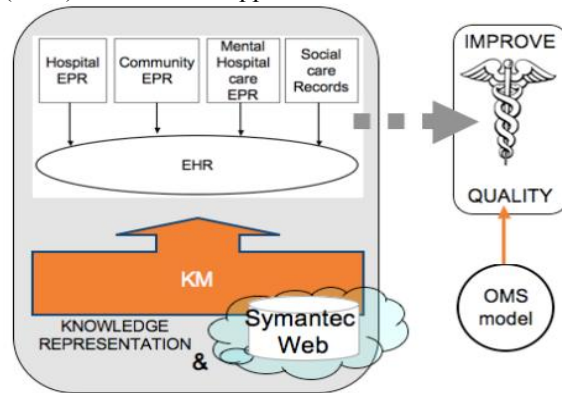 Hospital
EPR
Community
EPR
Mental
Hospital
care
EPR
Social
care
Records
EHR
KM
KNOWLEDGE
REPRESENTATION
&
Symantec
Web
IMPROVE
QUALITY
OMS
model